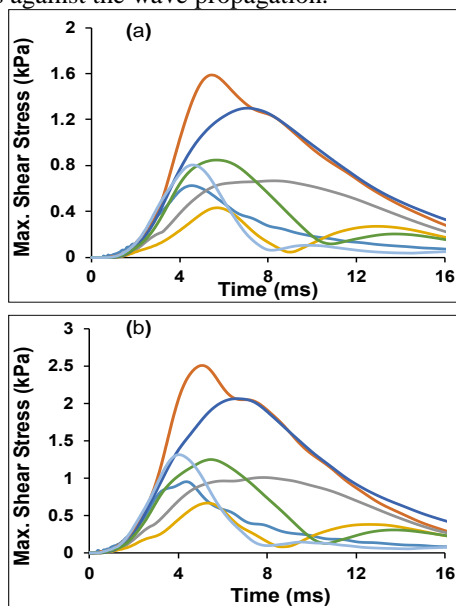 s against the wave propagation.
(a)
Max. Shear Stress (kPa)
2
1.6
1.2
0.8
0.4
0
0 4 8 12 16
Time (ms)
(b)
Max. Shear Stress (kPa)
3
2.5
2
1.5
1
0.5
0
0 4 8 12 16
Time (ms)